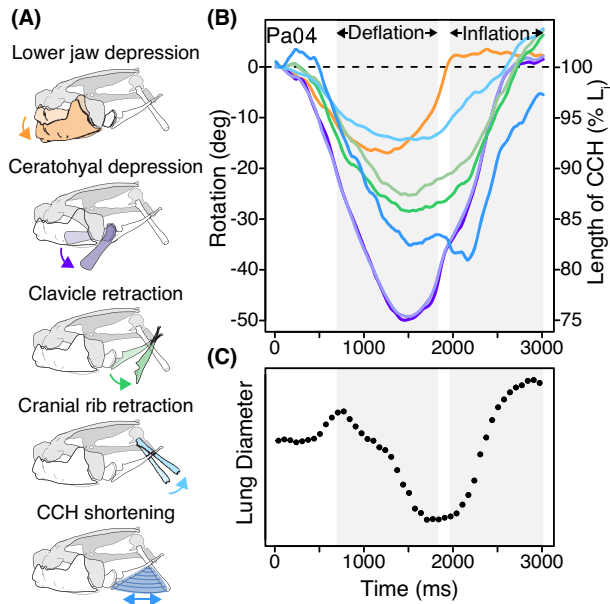 (A)
Lower jaw depression
Ceratohyal depression
Clavicle retraction
Cranial rib retraction
CCH shortening
(B)
Pa04
Deflation
Inflation
Rotation (deg)
0
-10
-20
-30
-40
-50
Length of CCH (% Li)
100
95
90
85
80
75
0
1000
2000
3000
(C)
Lung Diameter
0
1000
2000
3000
Time (ms)